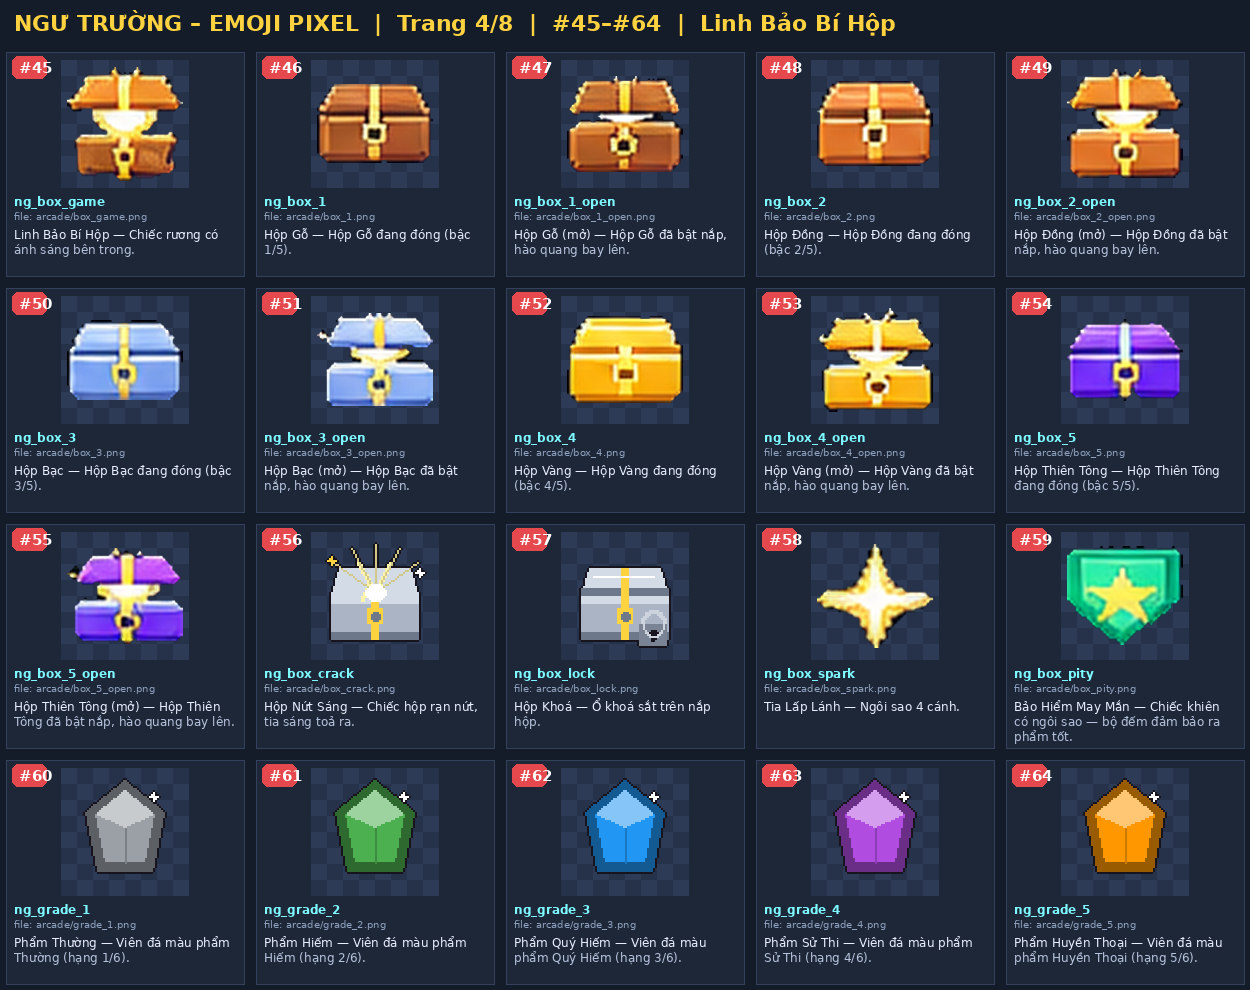 NGƯ TRƯỜNG – EMOJI PIXEL | Trang 4/8 | #45–#64 | Linh Bảo Bí Hộp
#45
ng_box_game
file: arcade/box_game.png
Linh Bảo Bí Hộp — Chiếc rương có
ánh sáng bên trong.
#46
ng_box_1
file: arcade/box_1.png
Hộp Gỗ — Hộp Gỗ đang đóng (bậc
1/5).
#47
ng_box_1_open
file: arcade/box_1_open.png
Hộp Gỗ (mở) — Hộp Gỗ đã bật nắp,
hào quang bay lên.
#48
ng_box_2
file: arcade/box_2.png
Hộp Đồng — Hộp Đồng đang đóng
(bậc 2/5).
#49
ng_box_2_open
file: arcade/box_2_open.png
Hộp Đồng (mở) — Hộp Đồng đã bật
nắp, hào quang bay lên.
#50
ng_box_3
file: arcade/box_3.png
Hộp Bạc — Hộp Bạc đang đóng (bậc
3/5).
#51
ng_box_3_open
file: arcade/box_3_open.png
Hộp Bạc (mở) — Hộp Bạc đã bật
nắp, hào quang bay lên.
#52
ng_box_4
file: arcade/box_4.png
Hộp Vàng — Hộp Vàng đang đóng
(bậc 4/5).
#53
ng_box_4_open
file: arcade/box_4_open.png
Hộp Vàng (mở) — Hộp Vàng đã bật
nắp, hào quang bay lên.
#54
ng_box_5
file: arcade/box_5.png
Hộp Thiên Tông — Hộp Thiên Tông
đang đóng (bậc 5/5).
#55
ng_box_5_open
file: arcade/box_5_open.png
Hộp Thiên Tông (mở) — Hộp Thiên
Tông đã bật nắp, hào quang bay lên.
#56
ng_box_crack
file: arcade/box_crack.png
Hộp Nứt Sáng — Chiếc hộp rạn nứt,
tia sáng toả ra.
#57
ng_box_lock
file: arcade/box_lock.png
Hộp Khoá — Ổ khoá sắt trên nắp
hộp.
#58
ng_box_spark
file: arcade/box_spark.png
Tia Lấp Lánh — Ngôi sao 4 cánh.
#59
ng_box_pity
file: arcade/box_pity.png
Bảo Hiểm May Mắn — Chiếc khiên
có ngôi sao — bộ đếm đảm bảo ra
phẩm tốt.
#60
ng_grade_1
file: arcade/grade_1.png
Phẩm Thường — Viên đá màu phẩm
Thường (hạng 1/6).
#61
ng_grade_2
file: arcade/grade_2.png
Phẩm Hiếm — Viên đá màu phẩm
Hiếm (hạng 2/6).
#62
ng_grade_3
file: arcade/grade_3.png
Phẩm Quý Hiếm — Viên đá màu
phẩm Quý Hiếm (hạng 3/6).
#63
ng_grade_4
file: arcade/grade_4.png
Phẩm Sử Thi — Viên đá màu phẩm
Sử Thi (hạng 4/6).
#64
ng_grade_5
file: arcade/grade_5.png
Phẩm Huyền Thoại — Viên đá màu
phẩm Huyền Thoại (hạng 5/6).